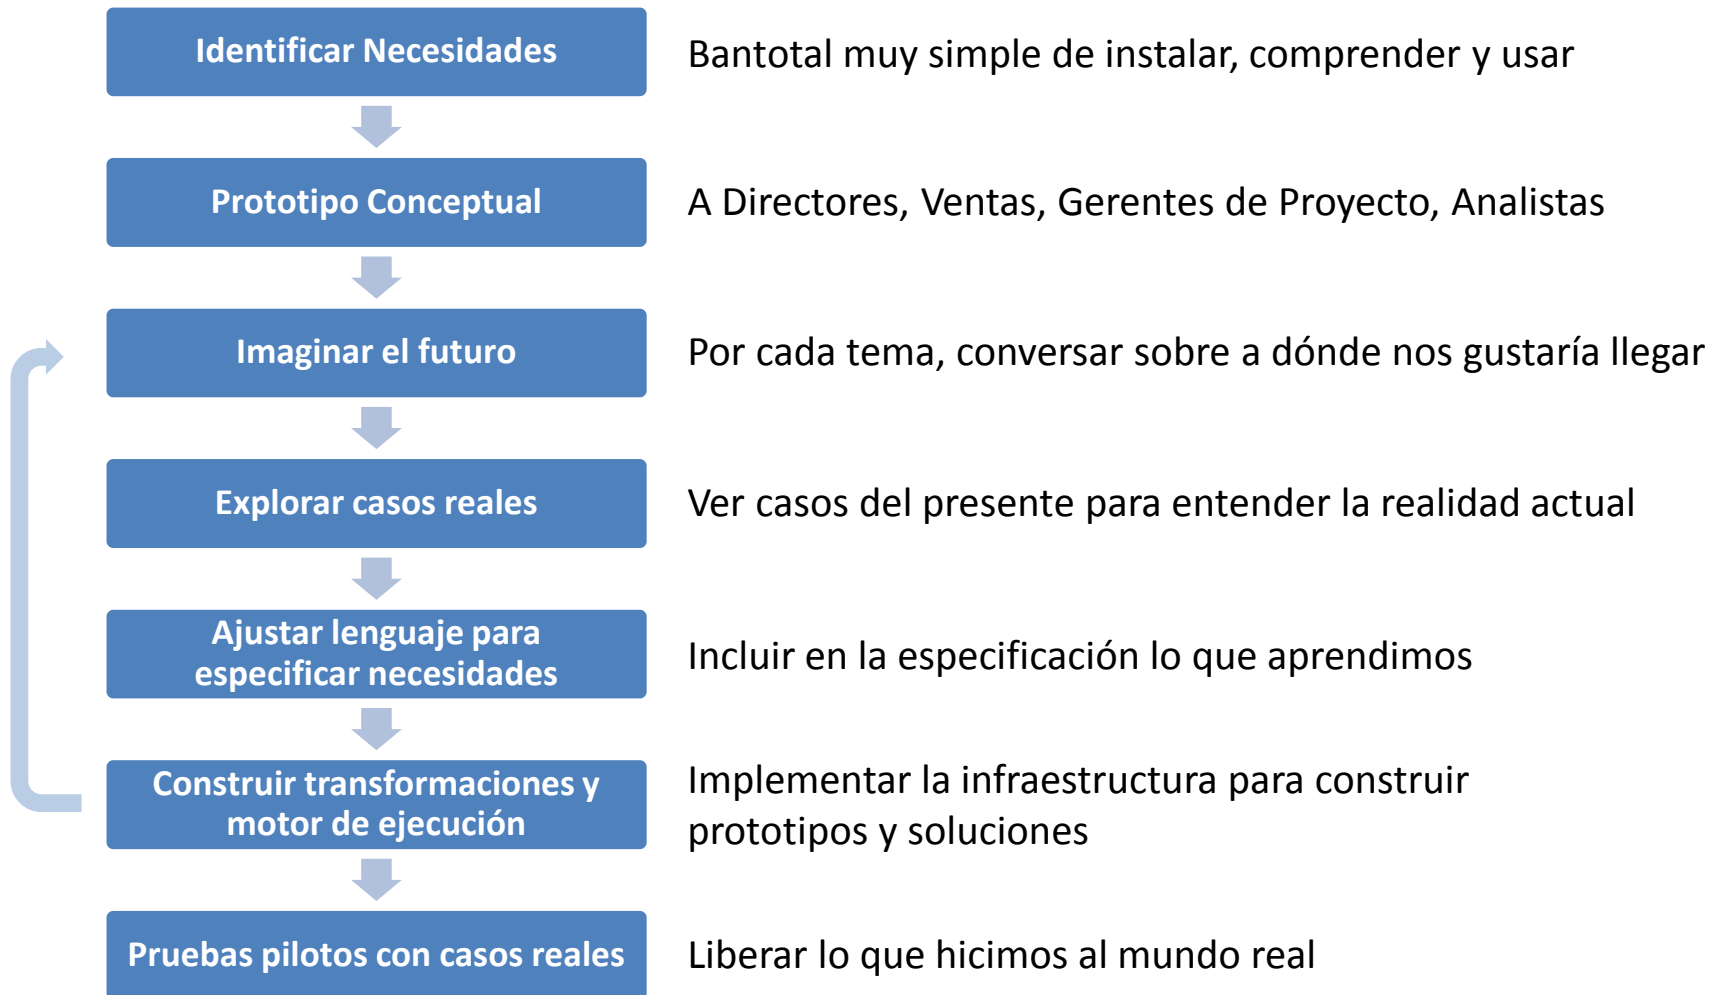 Identificar Necesidades
Bantotal muy simple de instalar, comprender y usar
Prototipo Conceptual
A Directores, Ventas, Gerentes de Proyecto, Analistas
Imaginar el futuro
Por cada tema, conversar sobre a dónde nos gustaría llegar
Explorar casos reales
Ver casos del presente para entender la realidad actual
Ajustar lenguaje para
especificar necesidades
Incluir en la especificación lo que aprendimos
Construir transformaciones y
motor de ejecución
Implementar la infraestructura para construir
prototipos y soluciones
Pruebas pilotos con casos reales
Liberar lo que hicimos al mundo real